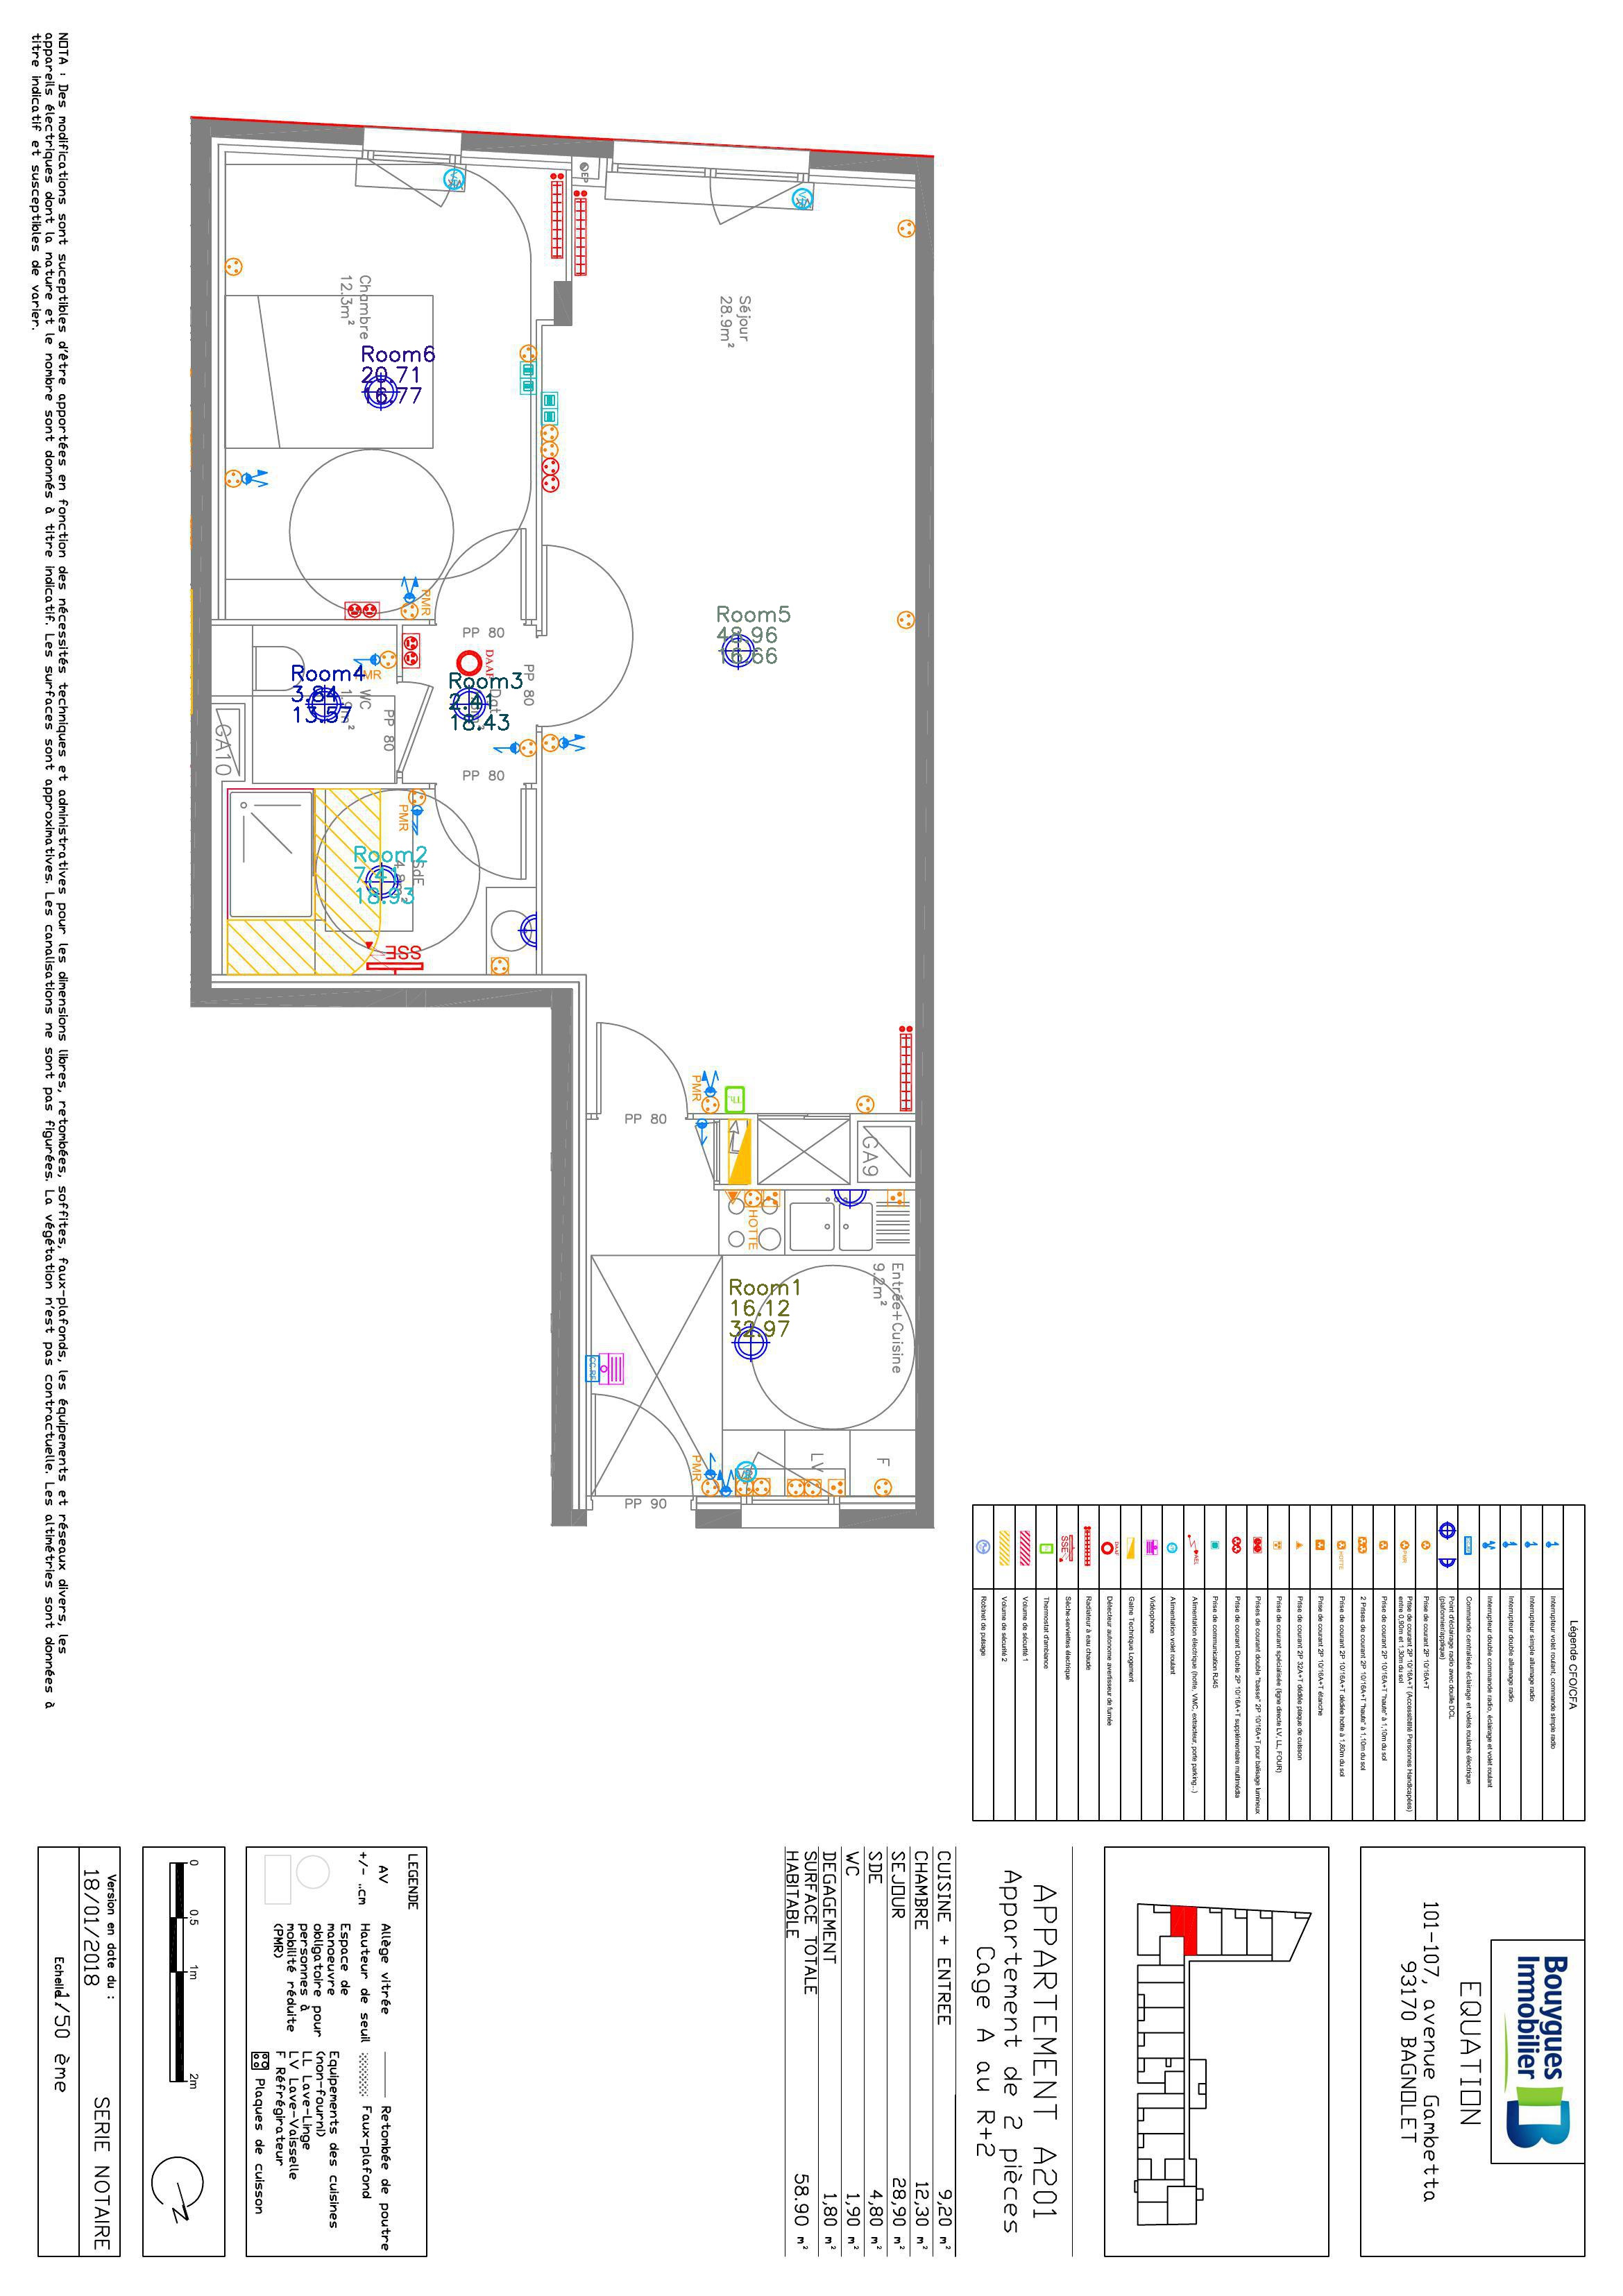 NOTA : Des modifications sont suceptibles d'être apportées en fonction des nécessités techniques et administratives pour les dimensions libres, retombées, soffites, faux-plafonds, les équipements et réseaux divers, les
appareils électriques dont la nature et le nombre sont donnés à titre indicatif. Les surfaces sont approximatives. Les canalisations ne sont pas figurées. La végétation n'est pas contractuelle. Les altimétries sont données à
titre indicatif et susceptibles de varier.
EP
VR
VR
Chambre
12.3m²
Séjour
28.9m²
Room6
20.71
16.77
Room5
48.96
16.66
PMR
PP 80
DAAF
PP 80
Room4
3.84
13.57
WC
PP 80
Room3
2.41
18.43
GA10
PP 80
PMR
Room2
7.41
18.93
SdE
SSE
PMR
PP 80
GA9
HOTTE
Entrée+Cuisine
9.2m²
Room1
16.12
32.97
PMR
VR
LV
F
PP 90
Légende CFO/CFA
Interrupteur volet roulant, commande simple radio
Interrupteur simple allumage radio
Interrupteur double allumage radio
Interrupteur double commande radio, éclairage et volet roulant
Commande centralisée éclairage et volets roulants électrique
Point d'éclairage radio avec douille DCL
(plafonnier/applique)
Prise de courant 2P 10/16A+T
Prise de courant 2P 10/16A+T (Accessibilité Personnes Handicapées)
entre 0,90m et 1,30m du sol
Prise de courant 2P 10/16A+T "haute" à 1,10m du sol
2 Prises de courant 2P 10/16A+T "haute" à 1,10m du sol
Prise de courant 2P 10/16A+T dédiée hotte à 1,80m du sol
Prise de courant 2P 10/16A+T étanche
Prise de courant 2P 32A+T dédiée plaque de cuisson
Prise de courant spécialisée (ligne directe LV, LL, FOUR)
Prises de courant double "basse" 2P 10/16A+T pour balisage lumineux
Prise de courant Double 2P 10/16A+T supplémentaire multimédia
Prise de communication RJ45
Alimentation électrique (hotte, VMC, extracteur, porte parking...)
Alimentation volet roulant
Vidéophone
Gaine Technique Logement
Détecteur autonome avertisseur de fumée
Radiateur à eau chaude
Sèche-serviettes électrique
Thermostat d'ambiance
Volume de sécurité 1
Volume de sécurité 2
Robinet de puisage
Bouygues
Immobilier
EQUATION
101-107, avenue Gambetta
93170 BAGNOLET
APPARTEMENT A201
Appartement de 2 pièces
Cage A au R+2
CUISINE + ENTREE 9,20 m²
CHAMBRE 12,30 m²
SEJOUR 28,90 m²
SDE 4,80 m²
WC 1,90 m²
DEGAGEMENT 1,80 m²
SURFACE TOTALE
HABITABLE 58.90 m²
LEGENDE
AV Allège vitrée
+/- ..cm Hauteur de seuil
Espace de
manoeuvre
obligatoire pour
personnes à
mobilité réduite
(PMR)
Retombée de poutre
Faux-plafond
Equipements des cuisines
(non-fourni)
LL Lave-Linge
LV Lave-Vaisselle
F Réfrigérateur
Plaques de cuisson
0 0.5 1m 2m
N
Version en date du :
18/01/2018
SERIE NOTAIRE
Echelle 1/50 ème